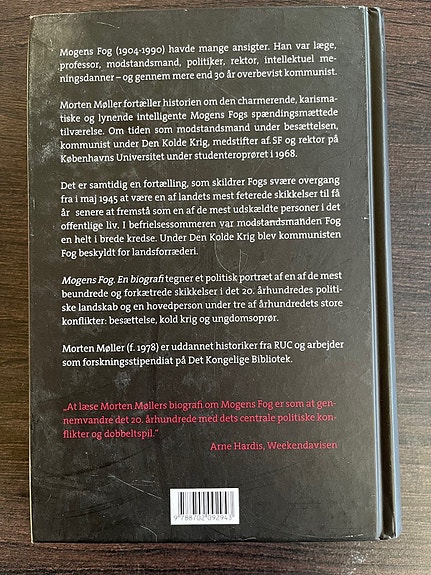 Mogens Fog (1904-1990) havde mange ansigter. Han var læge,
professor, modstandsmand, politiker, rektor, intellektuel me-
ningsdanner – og gennem mere end 30 år overbevist kommunist.
Morten Møller fortæller historien om den charmerende, karisma-
tiske og lynende intelligente Mogens Fogs spændingsmættede
tilværelse. Om tiden som modstandsmand under besættelsen,
kommunist under Den Kolde Krig, medstifter af SF og rektor på
Københavns Universitet under studenteroprøret i 1968.
Det er samtidig en fortælling, som skildrer Fogs svære overgang
fra i maj 1945 at være en af landets mest feterede skikkelser til få
år senere at fremstå som en af de mest udskældte personer i det
offentlige liv. I befrielsessommeren var modstandsmanden Fog
en helt i brede kredse. Under Den Kolde Krig blev kommunisten
Fog beskyldt for landsforræderi.
Mogens Fog. En biografi tegner et politisk portræt af en af de mest
beundrede og forkætrede skikkelser i det 20. århundredes politi-
ske landskab og en hovedperson under tre af århundredets store
konflikter: besættelse, kold krig og ungdomsoprør.
Morten Møller (f. 1978) er uddannet historiker fra RUC og arbejder
som forskningsstipendiat på Det Kongelige Bibliotek.
„At læse Morten Møllers biografi om Mogens Fog er som at gen-
nemvandre det 20. århundrede med dets centrale politiske kon-
flikter og dobbeltspil.”
Arne Hardis, Weekendavisen
9 788702 092943